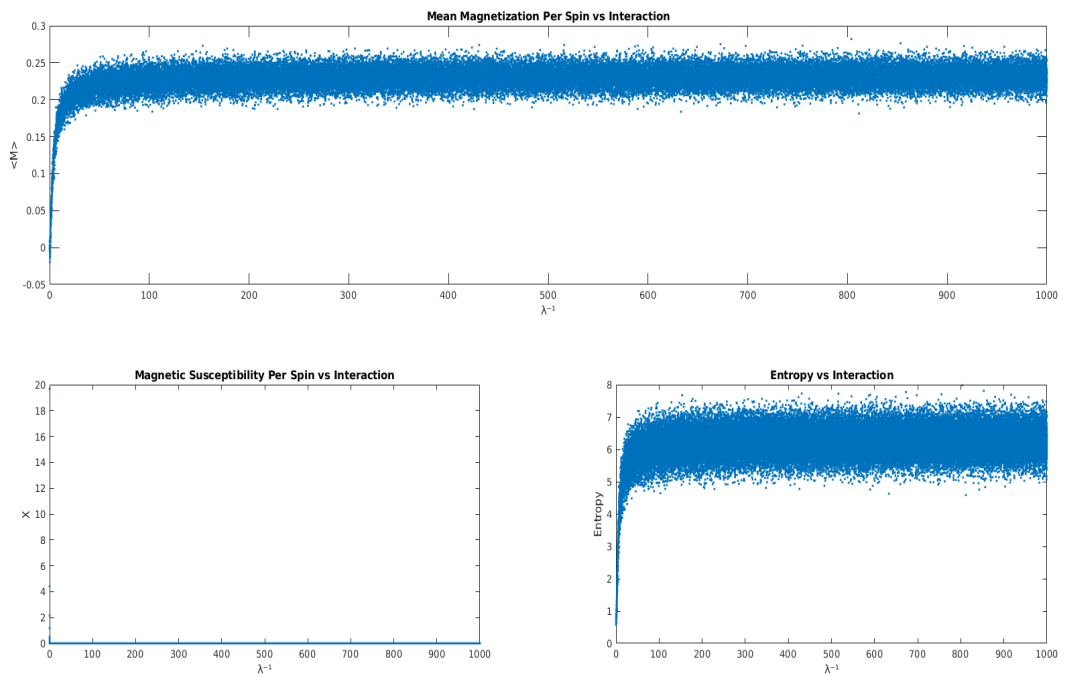 Mean Magnetization Per Spin vs Interaction
0.3
0.25
0.2
0.15
0.1
0.05
0
-0.05
<M>
0 100 200 300 400 500 600 700 800 900 1000
λ⁻¹
Magnetic Susceptibility Per Spin vs Interaction
20
18
16
14
12
10
8
6
4
2
0
X
0 100 200 300 400 500 600 700 800 900 1000
λ⁻¹
Entropy vs Interaction
8
7
6
5
4
3
2
1
0
Entropy
0 100 200 300 400 500 600 700 800 900 1000
λ⁻¹